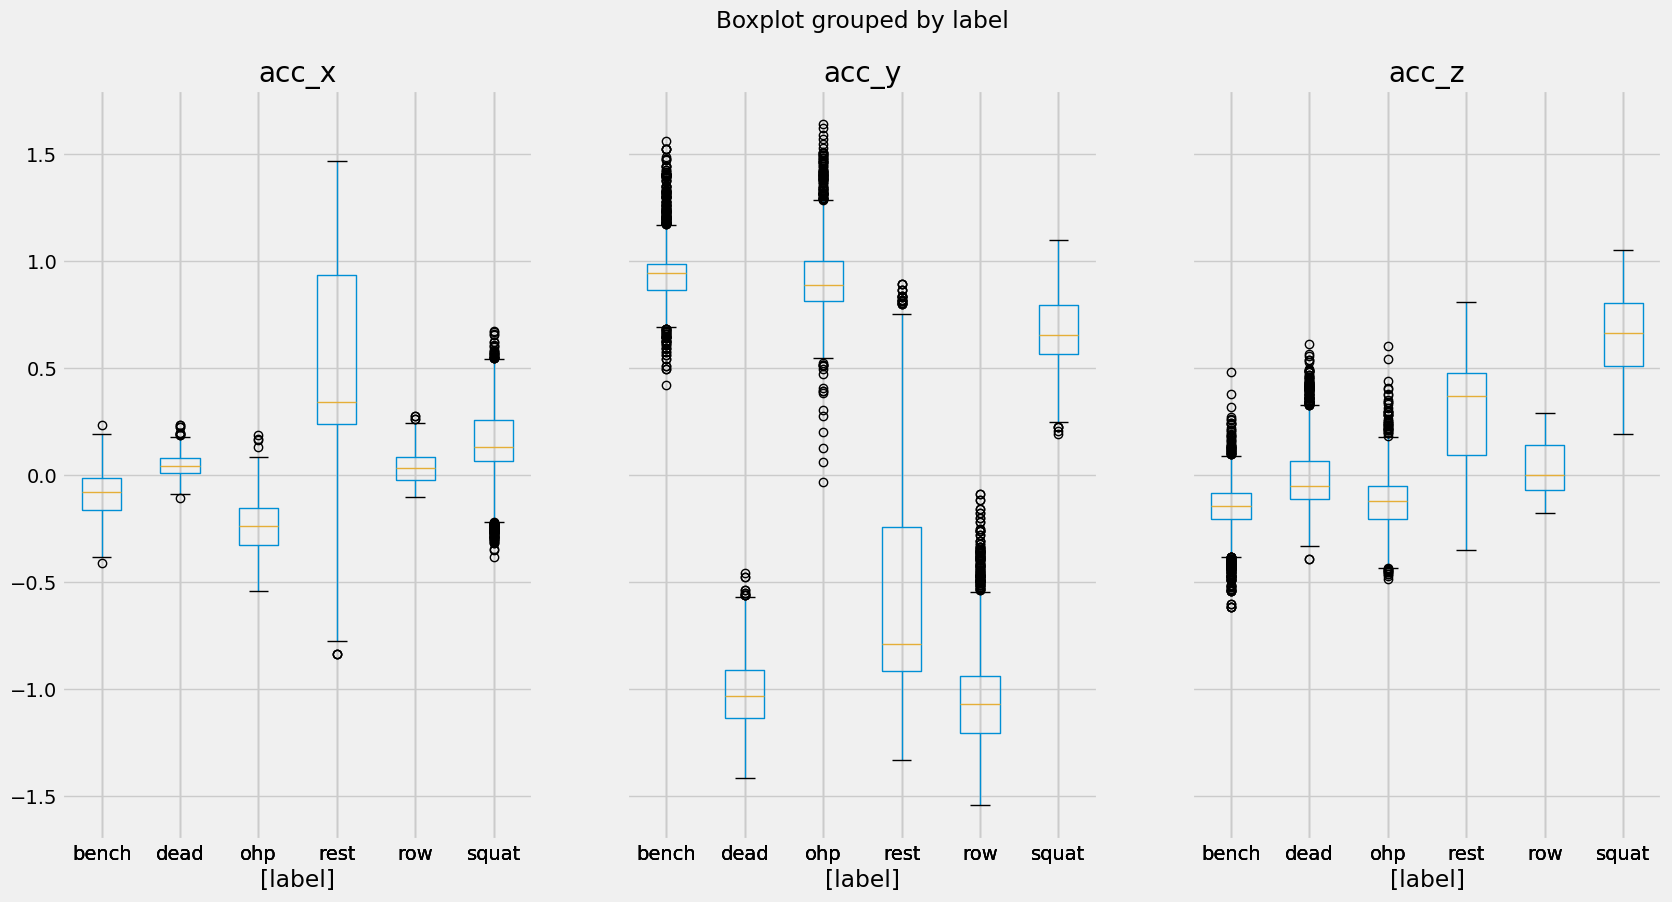 Boxplot grouped by label
acc_x
acc_y
acc_z
1.5
1.0
0.5
0.0
−0.5
−1.0
−1.5
bench dead ohp rest row squat
[label]
bench dead ohp rest row squat
[label]
bench dead ohp rest row squat
[label]